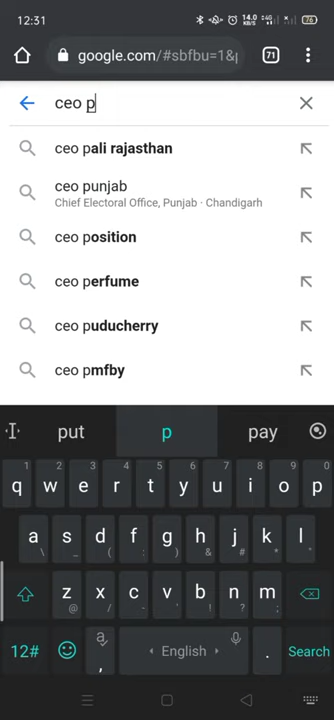 12:31
14.0 KB/S
4G
76
google.com/#sbfbu=1&p
71
ceo p
ceo pali rajasthan
ceo punjab
Chief Electoral Office, Punjab · Chandigarh
ceo position
ceo perfume
ceo puducherry
ceo pmfby
put p pay
1 2 3 4 5 6 7 8 9 0
q w e r t y u i o p
a s d f g h j k l
\ _ ( : ) & # * "
z x c v b n m
@ / - ' ! ? ;
12# a , English . Search